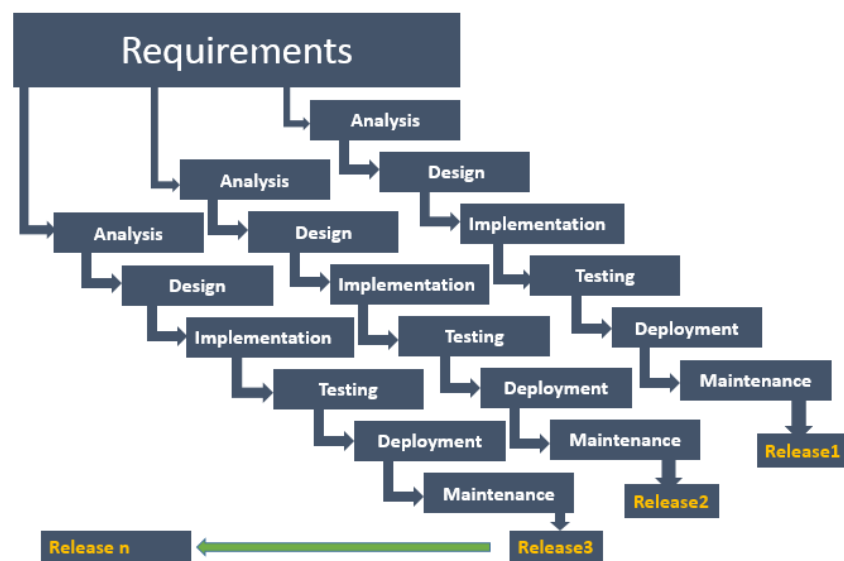 Requirements
Analysis
Design
Implementation
Testing
Deployment
Maintenance
Release1
Analysis
Design
Implementation
Testing
Deployment
Maintenance
Release2
Analysis
Design
Implementation
Testing
Deployment
Maintenance
Release3
Release n